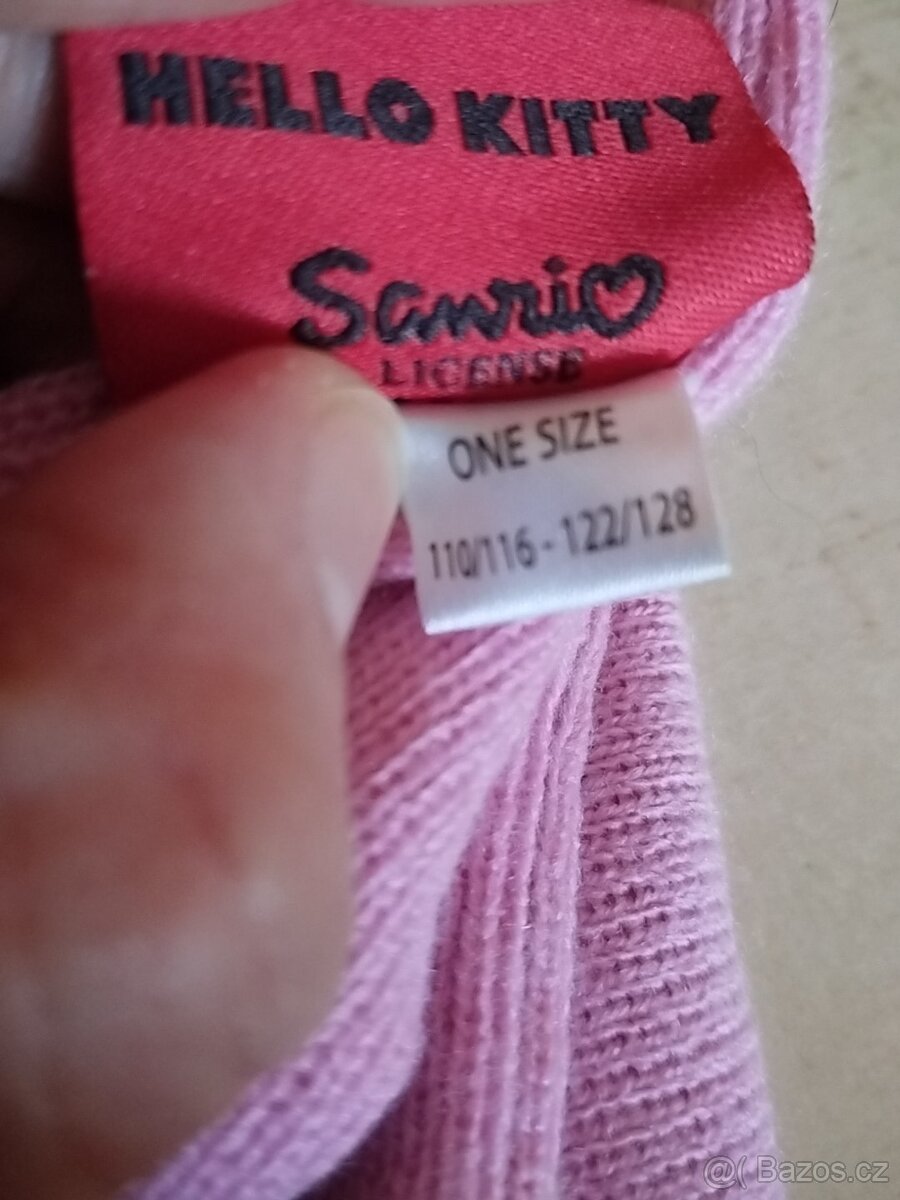 HELLO KITTY
Sanrio
LICENSE
ONE SIZE
110/116 - 122/128
@( Bazos.cz